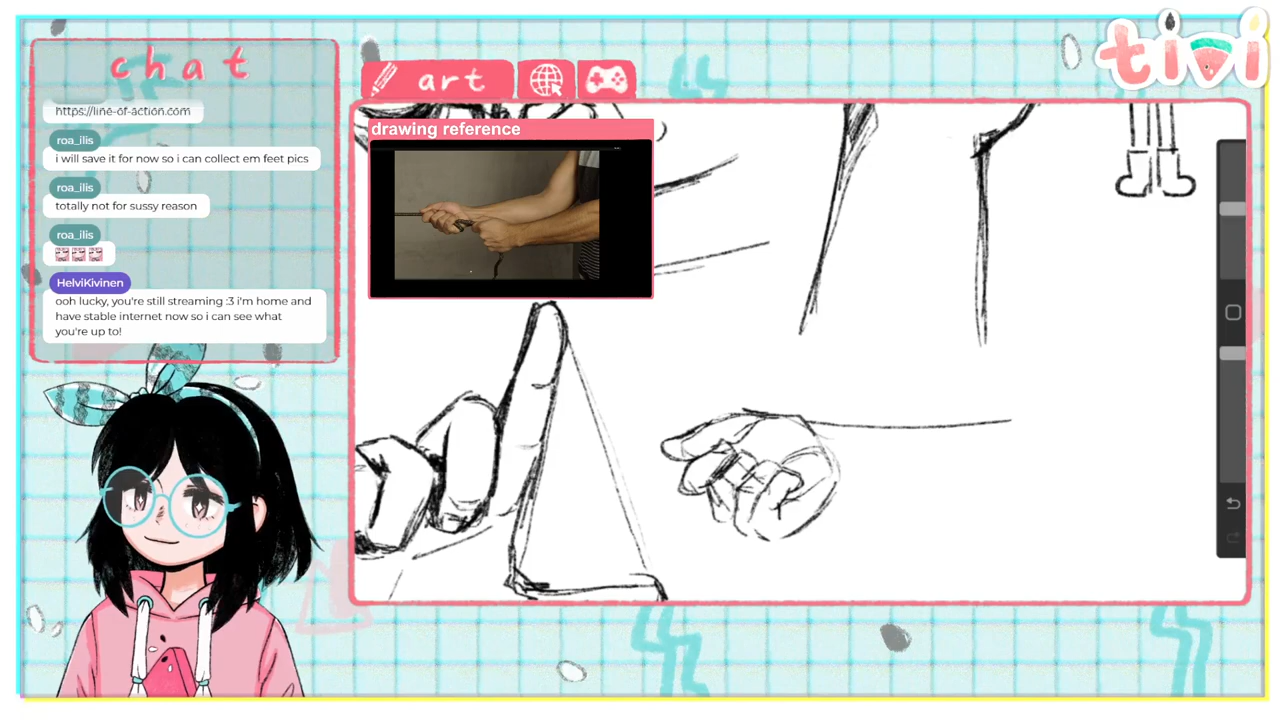 chat
https://line-of-action.com
roa_ilis
i will save it for now so i can collect em feet pics
roa_ilis
totally not for sussy reason
roa_ilis
HelviKivinen
ooh lucky, you're still streaming :3 i'm home and
have stable internet now so i can see what
you're up to!
art
drawing reference
tivi